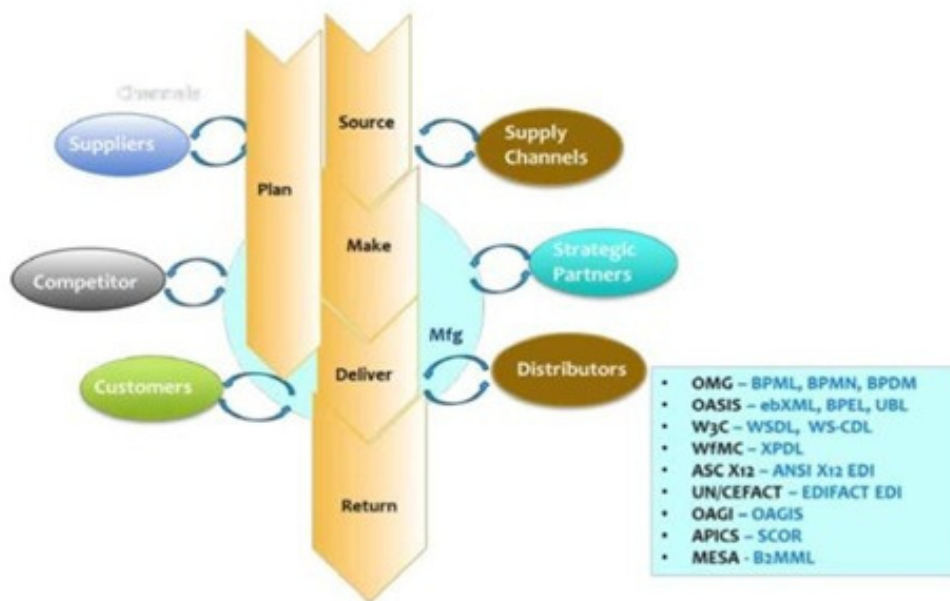 Channels
Suppliers
Source
Supply
Channels
Plan
Make
Competitor
Strategic
Partners
Mfg
Customers
Deliver
Distributors
Return
• OMG – BPML, BPMN, BPDM
• OASIS – ebXML, BPEL, UBL
• W3C – WSDL, WS-CDL
• WfMC – XPDL
• ASC X12 – ANSI X12 EDI
• UN/CEFACT – EDIFACT EDI
• OAGI – OAGIS
• APICS – SCOR
• MESA - B2MML